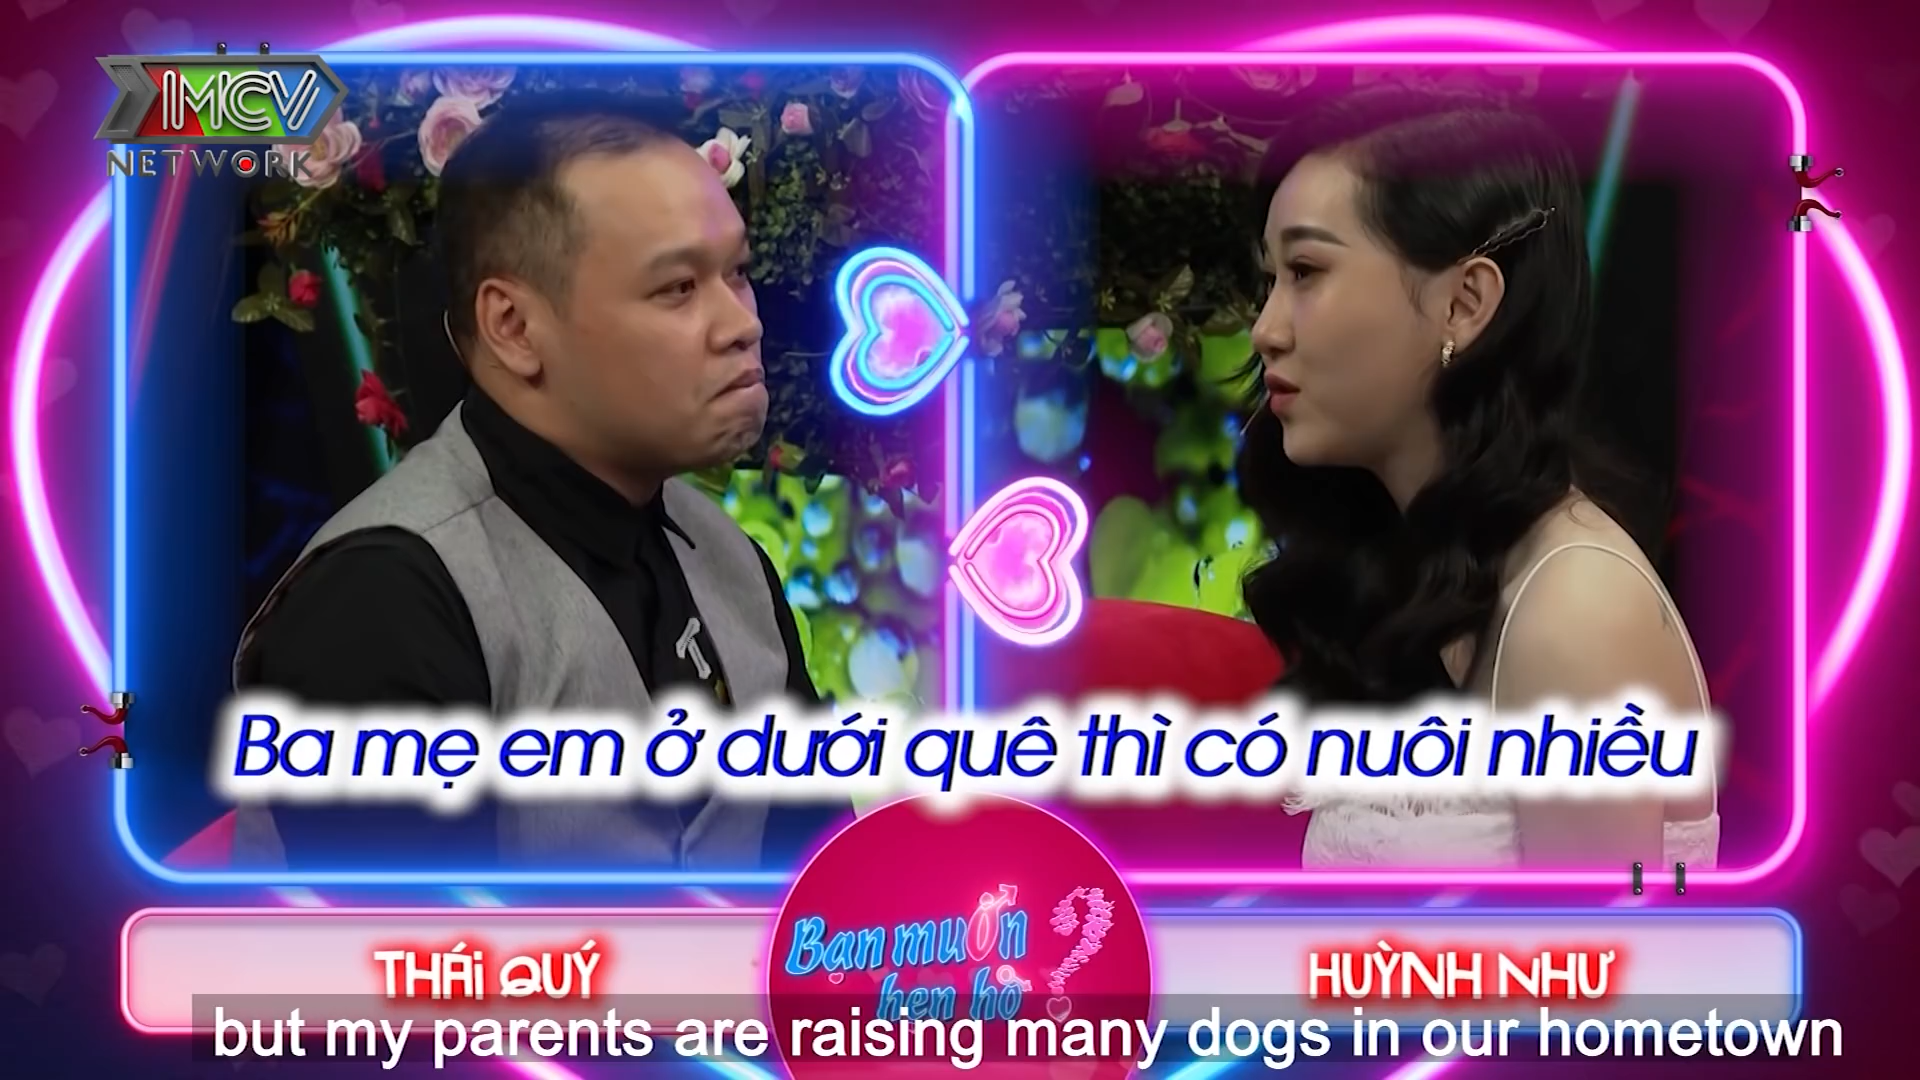 MCV
NETWORK
Ba mẹ em ở dưới quê thì có nuôi nhiều
THÁi QUÝ
Bạn muốn
hẹn hò ?
HUỲNH NHƯ
but my parents are raising many dogs in our hometown